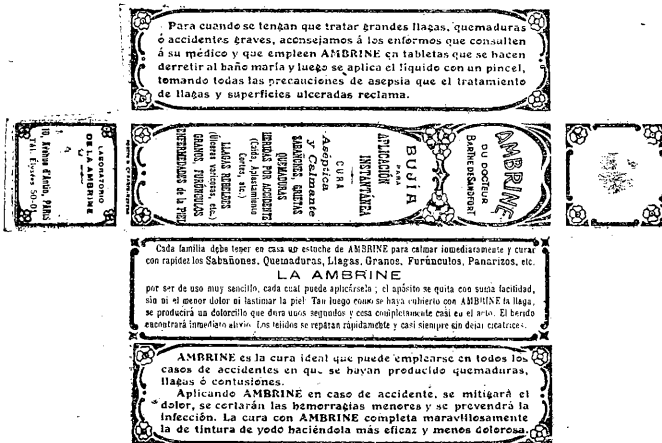 Para cuando se tengan que tratar grandes llagas, quemaduras
ó accidentes graves, aconsejamos á los enfermos que consulten
á su médico y que empleen AMBRINE en tabletas que se hacen
derretir al baño maría y luego se aplica el líquido con un pincel,
tomando todas las precauciones de asepsia que el tratamiento
de llagas y superficies ulceradas reclama.
LABORATORIO
DE LA AMBRINE
10, PARIS
Tél.
AMBRINE
DU DOCTEUR
BARTHE DE SANDFORT
BUJÍA
PARA
APLICACIÓN
INSTANTÁNEA
CURA
Aséptica
y Calmante
SABAÑONES, GRIETAS
QUEMADURAS
HERIDAS POR ACCIDENTE
(Caída, Aplastamiento
Cortes, etc.)
LLAGAS REBELDES
(Úlceras varicosas, etc.)
GRANOS, FURÚNCULOS
ENFERMEDADES de la PIEL
Cada familia debe tener en casa un estuche de AMBRINE para calmar inmediatamente y curar
con rapidez los Sabañones, Quemaduras, Llagas, Granos, Furúnculos, Panarizos, etc.
LA AMBRINE
por ser de uso muy sencillo, cada cual puede aplicársela; el apósito se quita con suma facilidad,
sin ni el menor dolor ni lastimar la piel. Tan luego como se haya cubierto con AMBRINE la llaga,
se producirá un dolorcillo que dura unos segundos y cesa completamente casi en el acto. El herido
encontrará inmediato alivio. Los tejidos se reparan rápidamente y casi siempre sin dejar cicatrices.
AMBRINE es la cura ideal que puede emplearse en todos los
casos de accidentes en que se hayan producido quemaduras,
llagas ó contusiones.
Aplicando AMBRINE en caso de accidente, se mitigará el
dolor, se cortarán las hemorragias menores y se prevendrá la
infección. La cura con AMBRINE completa maravillosamente
la de tintura de yodo haciéndola más eficaz y menos dolorosa.